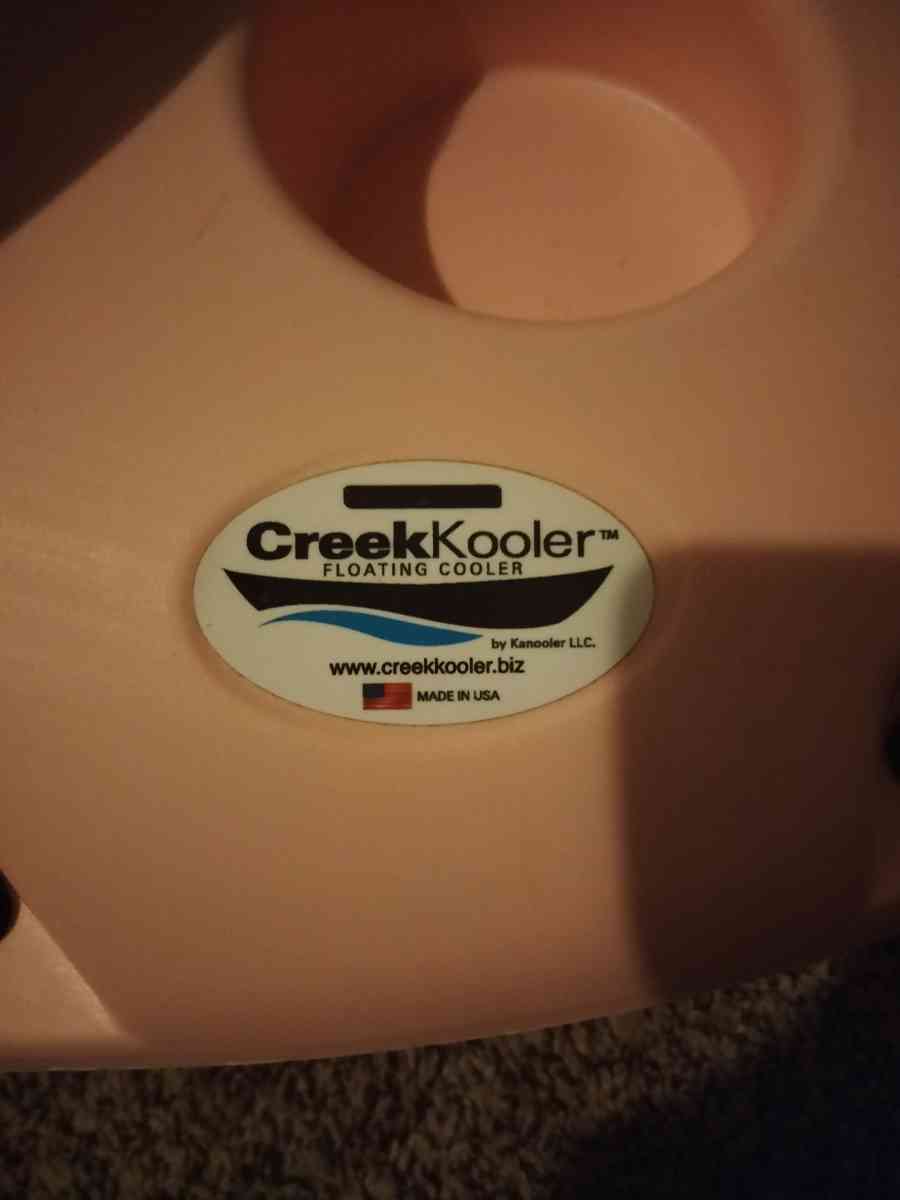 CreekKooler™
FLOATING COOLER
by Kanooler LLC.
www.creekkooler.biz
MADE IN USA